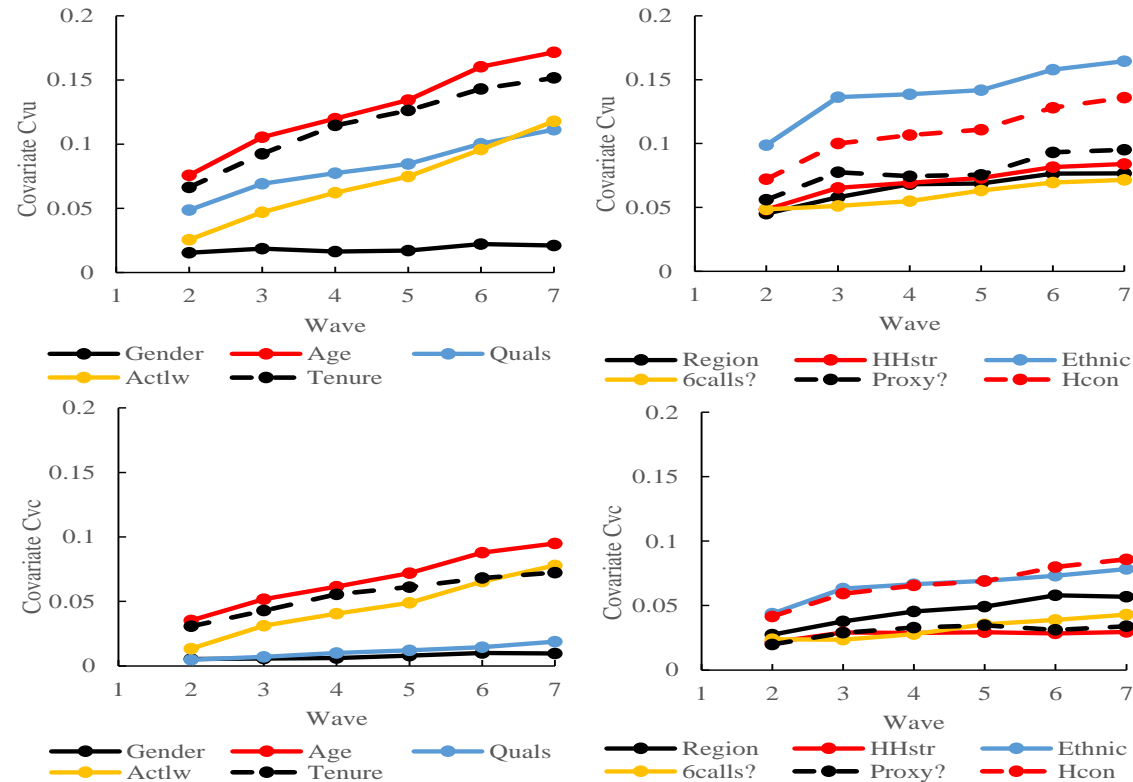 0.2
0.15
0.1
0.05
0
Covariate Cvu
1 2 3 4 5 6 7
Wave
Gender Age Quals
Actlw Tenure
0.2
0.15
0.1
0.05
0
Covariate Cvu
1 2 3 4 5 6 7
Wave
Region HHstr Ethnic
6calls? Proxy? Hcon
0.2
0.15
0.1
0.05
0
Covariate Cvc
1 2 3 4 5 6 7
Wave
Gender Age Quals
Actlw Tenure
0.2
0.15
0.1
0.05
0
Covariate Cvc
1 2 3 4 5 6 7
Wave
Region HHstr Ethnic
6calls? Proxy? Hcon